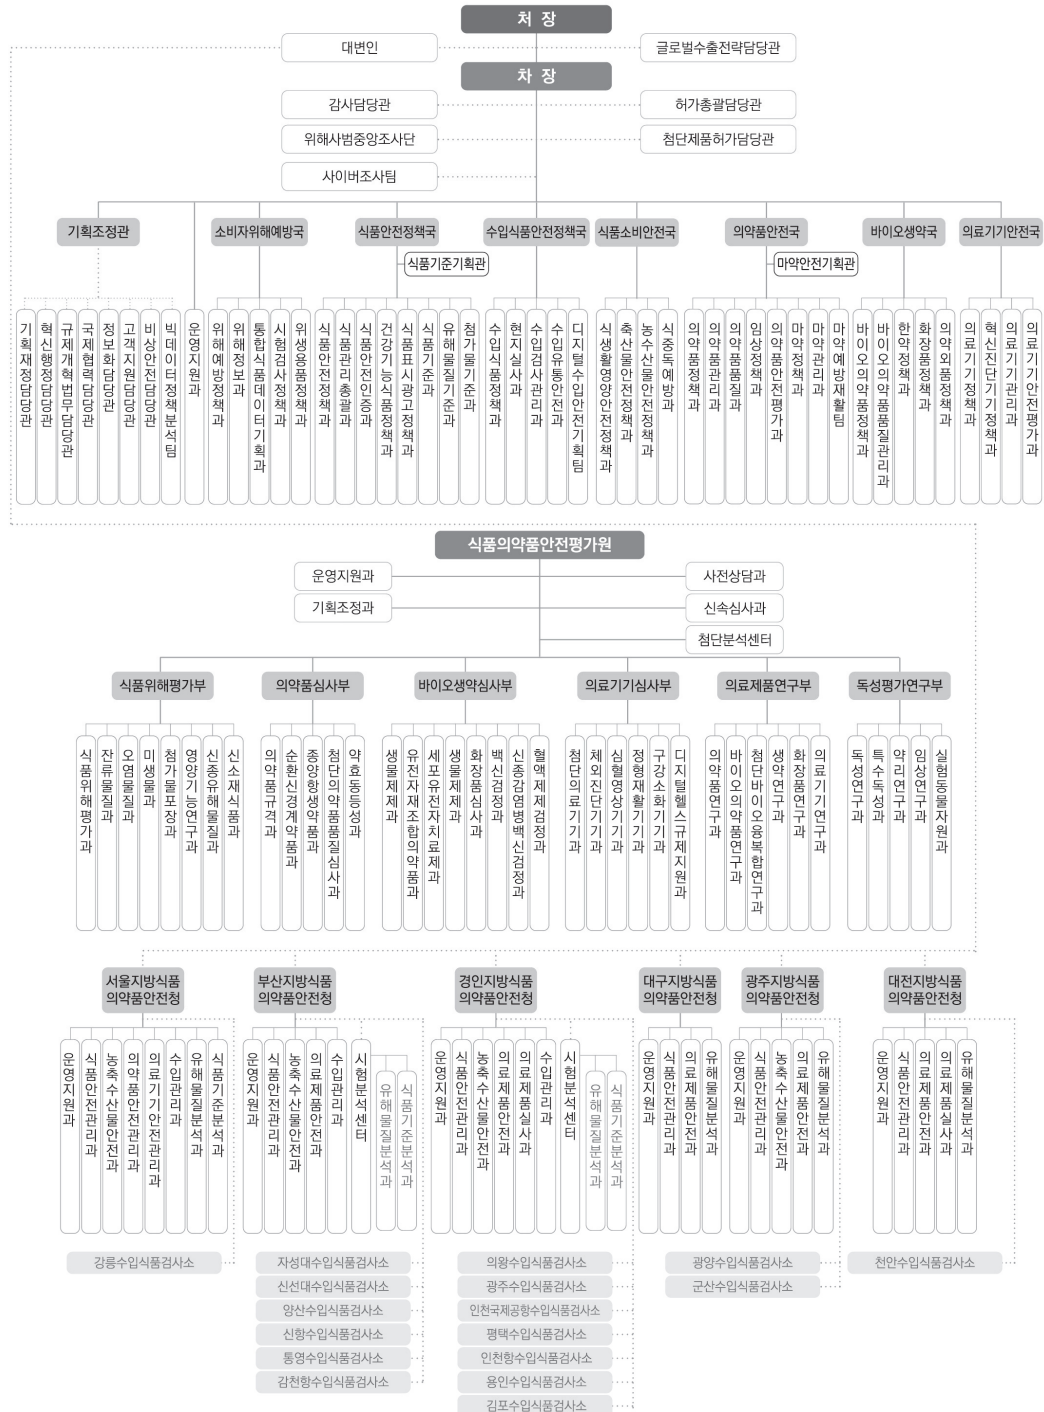 처 장
대변인
글로벌수출전략담당관
차 장
감사담당관
허가총괄담당관
위해사범중앙조사단
첨단제품허가담당관
사이버조사팀
기획조정관
소비자위해예방국
식품안전정책국
수입식품안전정책국
식품소비안전국
의약품안전국
바이오생약국
의료기기안전국
식품기준기획관
마약안전기획관
기획재정담당관
혁신행정담당관
규제개혁법무담당관
국제협력담당관
정보화담당관
고객지원담당관
비상안전담당관
빅데이터정책분석팀
운영지원과
위해예방정책과
위해정보과
통합식품데이터기획과
시험검사정책과
위생용품정책과
식품안전정책과
식품관리총괄과
식품안전인증과
건강기능식품정책과
식품표시광고정책과
식품기준과
유해물질기준과
첨가물기준과
수입식품정책과
현지실사과
수입검사관리과
수입유통안전과
디지털수입안전기획팀
식생활영양안전정책과
축산물안전정책과
농수산물안전정책과
식중독예방과
의약품정책과
의약품관리과
의약품품질과
임상정책과
의약품안전평가과
마약정책과
마약관리과
마약예방재활팀
바이오의약품정책과
바이오의약품품질관리과
한약정책과
화장품정책과
의약외품정책과
의료기기정책과
혁신진단기기정책과
의료기기관리과
의료기기안전평가과
식품의약품안전평가원
운영지원과
사전상담과
기획조정과
신속심사과
첨단분석센터
식품위해평가부
의약품심사부
바이오생약심사부
의료기기심사부
의료제품연구부
독성평가연구부
식품위해평가과
잔류물질과
오염물질과
미생물과
첨가물포장과
영양기능연구과
신종유해물질과
신소재식품과
의약품규격과
순환신경계약품과
종양항생약품과
첨단의약품품질심사과
약효동등성과
생물제제과
유전자재조합의약품과
세포유전자치료제과
생물제제과
화장품심사과
백신검정과
신종감염병백신검정과
혈액제제검정과
첨단의료기기과
체외진단기기과
심혈영상기기과
정형재활기기과
구강소화기기과
디지털헬스규제지원과
의약품연구과
바이오의약품연구과
첨단바이오융복합연구과
생약연구과
화장품연구과
의료기기연구과
독성연구과
특수독성과
약리연구과
임상연구과
실험동물자원과
서울지방식품
의약품안전청
부산지방식품
의약품안전청
경인지방식품
의약품안전청
대구지방식품
의약품안전청
광주지방식품
의약품안전청
대전지방식품
의약품안전청
운영지원과
식품안전관리과
농축수산물안전과
의약품안전관리과
의료기기안전관리과
수입관리과
유해물질분석과
식품기준분석과
운영지원과
식품안전관리과
농축수산물안전과
의료제품안전과
수입관리과
시험분석센터
유해물질분석과
식품기준분석과
운영지원과
식품안전관리과
농축수산물안전과
의료제품안전과
의료제품실사과
수입관리과
시험분석센터
유해물질분석과
식품기준분석과
운영지원과
식품안전관리과
의료제품안전과
유해물질분석과
운영지원과
식품안전관리과
농축수산물안전과
의료제품안전과
유해물질분석과
운영지원과
식품안전관리과
의료제품안전과
의료제품실사과
유해물질분석과
강릉수입식품검사소
자성대수입식품검사소
의왕수입식품검사소
광양수입식품검사소
천안수입식품검사소
신선대수입식품검사소
광주수입식품검사소
군산수입식품검사소
양산수입식품검사소
인천국제공항수입식품검사소
신항수입식품검사소
평택수입식품검사소
통영수입식품검사소
인천항수입식품검사소
감천항수입식품검사소
용인수입식품검사소
김포수입식품검사소